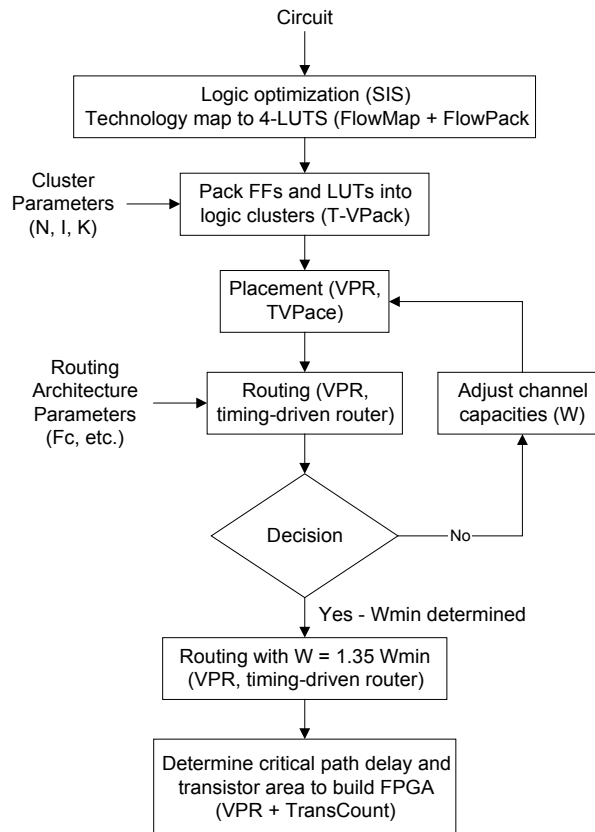 Circuit
Logic optimization (SIS)
Technology map to 4-LUTS (FlowMap + FlowPack
Cluster
Parameters
(N, I, K)
Pack FFs and LUTs into
logic clusters (T-VPack)
Placement (VPR,
TVPace)
Routing
Architecture
Parameters
(Fc, etc.)
Routing (VPR,
timing-driven router)
Adjust channel
capacities (W)
Decision
No
Yes - Wmin determined
Routing with W = 1.35 Wmin
(VPR, timing-driven router)
Determine critical path delay and
transistor area to build FPGA
(VPR + TransCount)